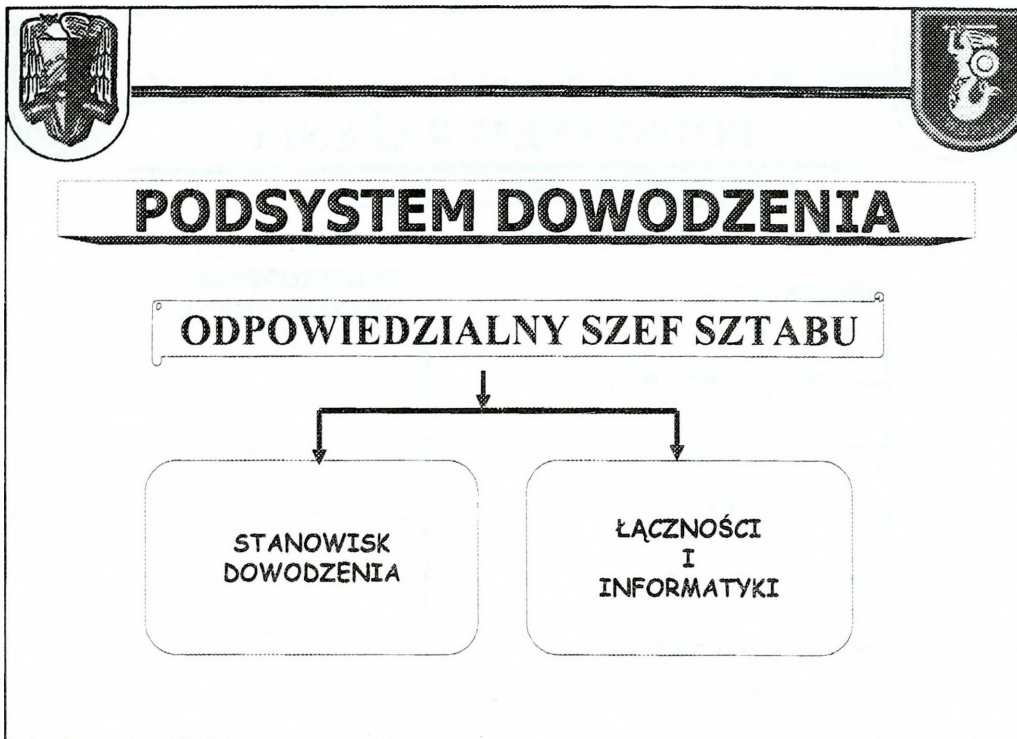 PODSYSTEM DOWODZENIA
ODPOWIEDZIALNY SZEF SZTABU
STANOWISK
DOWODZENIA
ŁĄCZNOŚCI
I
INFORMATYKI